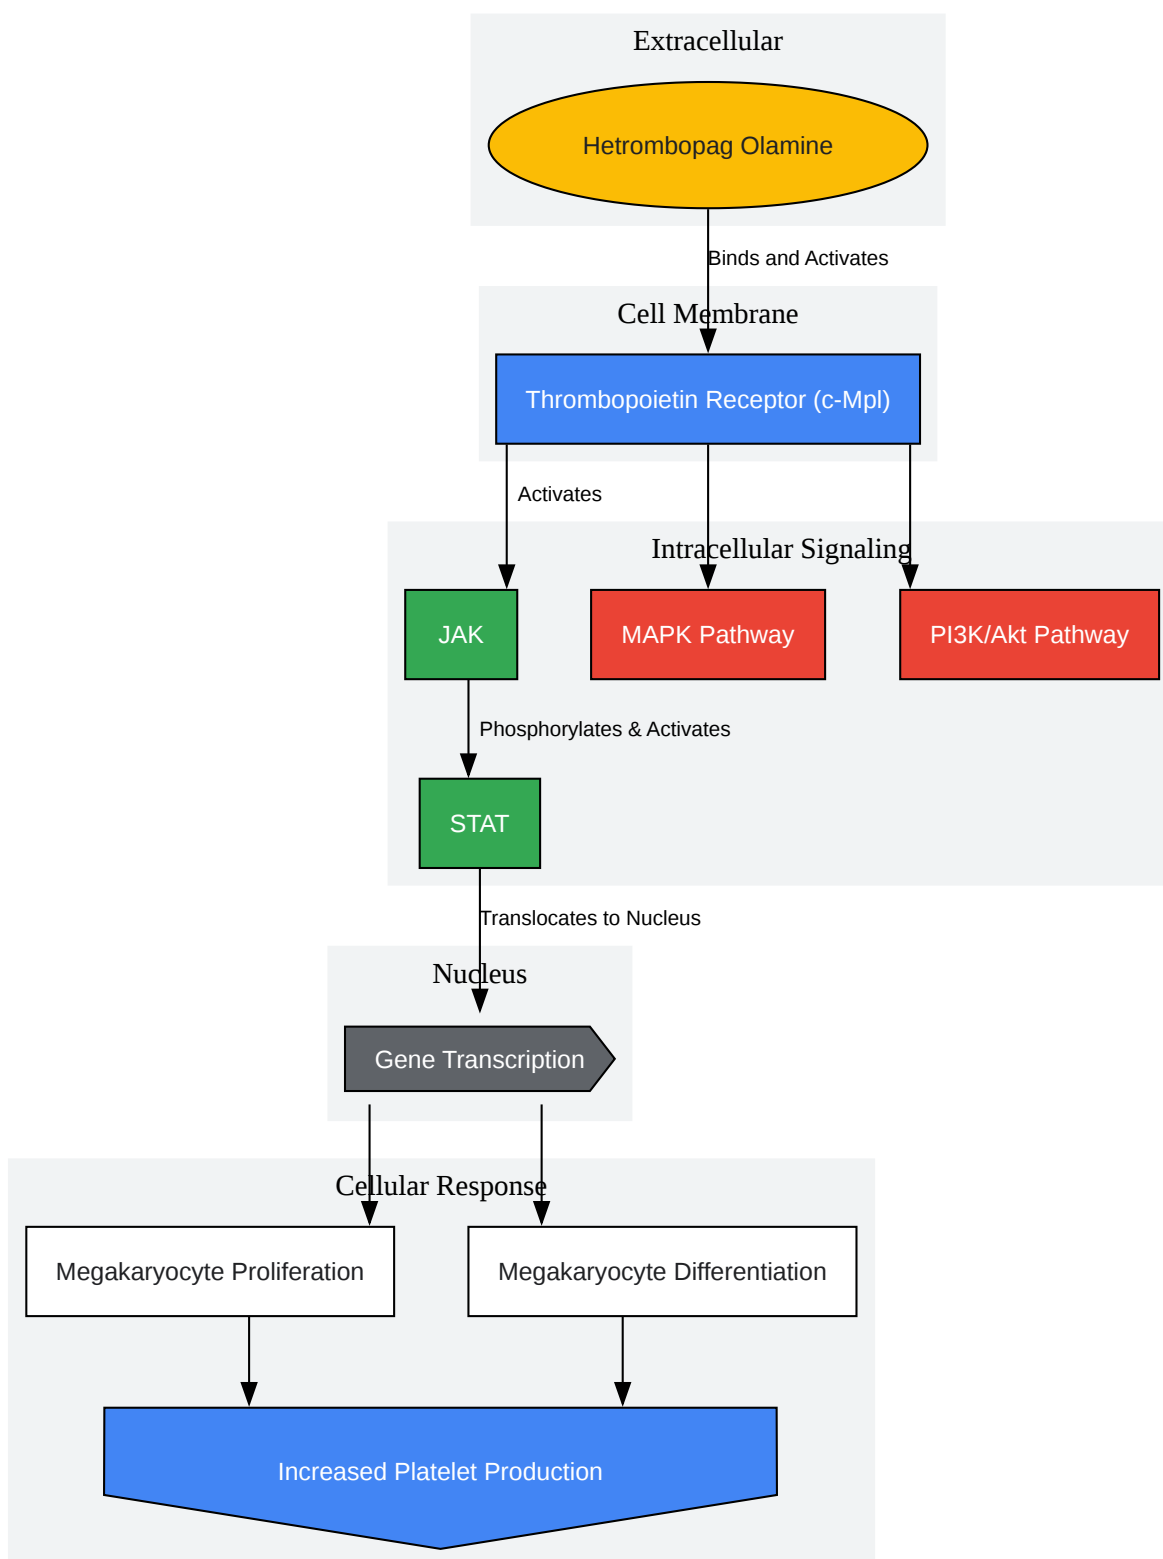 Extracellular
Hetrombopag Olamine
Binds and Activates
Cell Membrane
Thrombopoietin Receptor (c-Mpl)
Activates
Intracellular Signaling
JAK
MAPK Pathway
PI3K/Akt Pathway
Phosphorylates & Activates
STAT
Translocates to Nucleus
Nucleus
Gene Transcription
Cellular Response
Megakaryocyte Proliferation
Megakaryocyte Differentiation
Increased Platelet Production